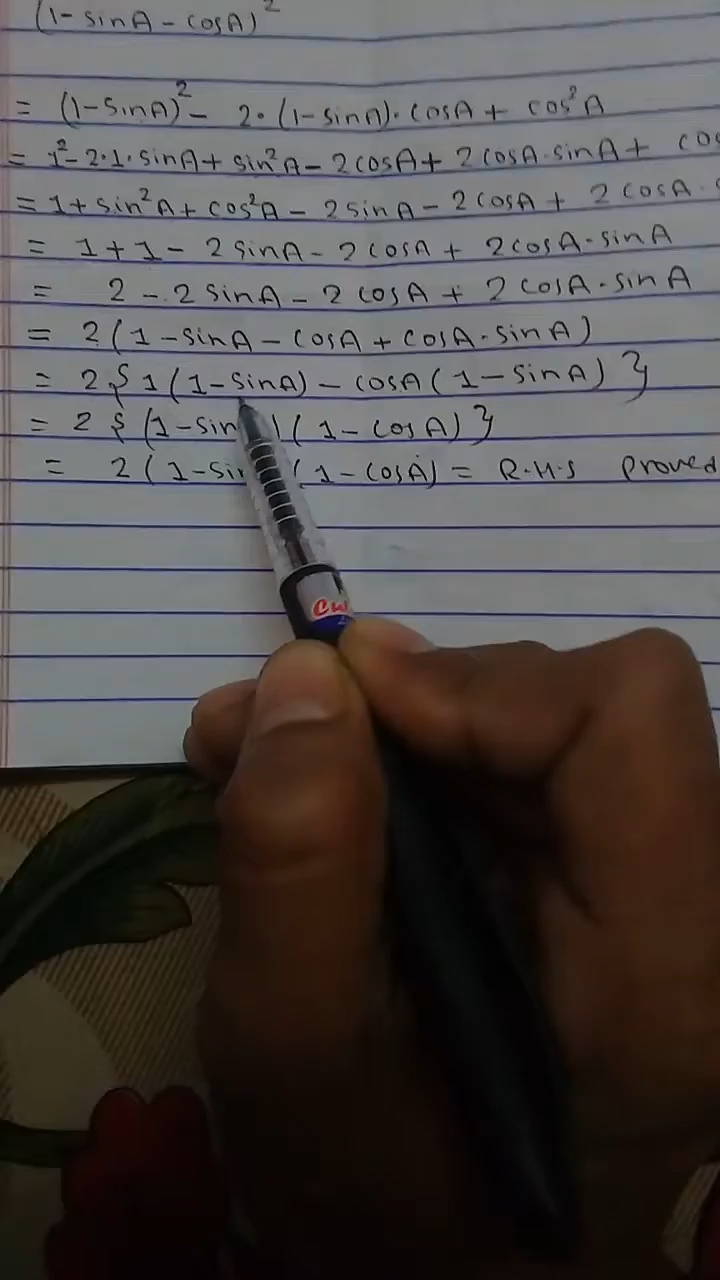 (1-sinA-cosA)²
= (1-sinA)² - 2·(1-sinA)·cosA + cos²A
= 1²-2·1·sinA + sin²A - 2cosA + 2cosA·sinA +
= 1+sin²A + cos²A - 2sinA - 2cosA + 2cosA·
= 1+1 - 2sinA - 2cosA + 2cosA·sinA
= 2 - 2sinA - 2cosA + 2cosA·sinA
= 2(1-sinA - cosA + cosA·sinA)
= 2{1(1-sinA) - cosA(1-sinA)}
= 2{(1-sin )(1-cosA)}
= 2(1-sin (1-cosA) = R.H.S proved